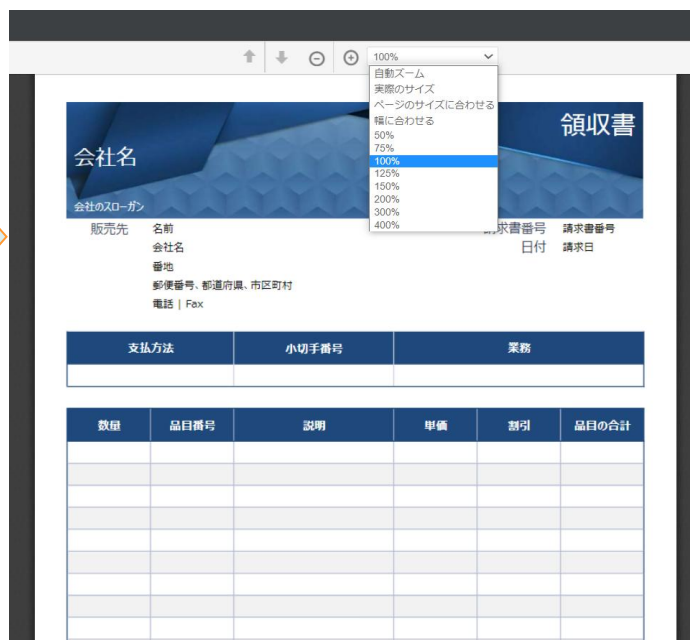 100%
自動ズーム
実際のサイズ
ページのサイズに合わせる
幅に合わせる
50%
75%
100%
125%
150%
200%
300%
400%
領収書
会社名
会社のスローガン
販売先 名前 求書番号 請求書番号
会社名 日付 請求日
番地
郵便番号、都道府県、市区町村
電話 | Fax
支払方法 小切手番号 業務
数量 品目番号 説明 単価 割引 品目の合計